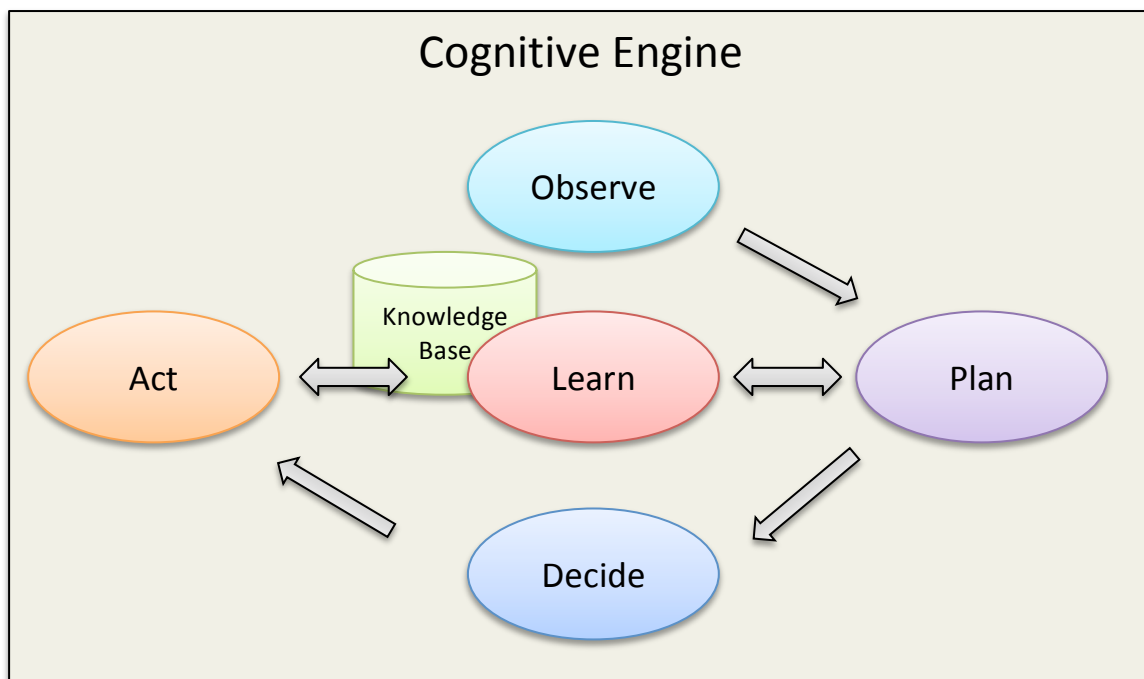 Cognitive Engine
Observe
Knowledge
Base
Act
Learn
Plan
Decide